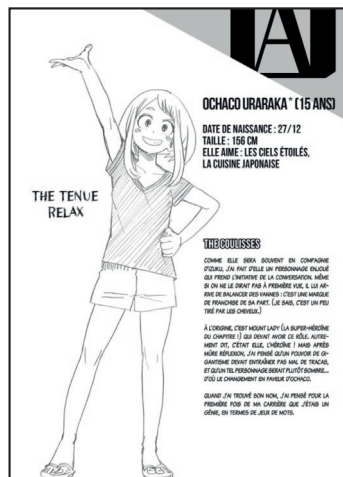 UA
OCHACO URARAKA* (15 ANS)
DATE DE NAISSANCE : 27/12
TAILLE : 156 CM
ELLE AIME : LES CIELS ÉTOILÉS,
LA CUISINE JAPONAISE
THE TENUE
RELAX
THE COULISSES
COMME ELLE SERA SOUVENT EN COMPAGNIE
D'IZUKU, J'AI FAIT D'ELLE UN PERSONNAGE ENJOUÉ
QUI PREND L'INITIATIVE DE LA CONVERSATION. MÊME
SI ON NE LE DIRAIT PAS À PREMIÈRE VUE, IL LUI AR-
RIVE DE BALANCER DES VANNES : C'EST UNE MARQUE
DE FRANCHISE DE SA PART. (JE SAIS, C'EST UN PEU
TIRÉ PAR LES CHEVEUX.)
À L'ORIGINE, C'EST MOUNT LADY (LA SUPER-HÉROÏNE
DU CHAPITRE 1) QUI DEVAIT AVOIR CE RÔLE. AUTRE-
MENT DIT, C'ÉTAIT ELLE, L'HÉROÏNE ! MAIS APRÈS
MÛRE RÉFLEXION, J'AI PENSÉ QU'UN POUVOIR DE GI-
GANTISME DEVAIT ENTRAÎNER PAS MAL DE TRACAS,
ET QU'UN TEL PERSONNAGE SERAIT PLUTÔT SOMBRE...
D'OÙ LE CHANGEMENT EN FAVEUR D'OCHACO.
QUAND J'AI TROUVÉ SON NOM, J'AI PENSÉ POUR LA
PREMIÈRE FOIS DE MA CARRIÈRE QUE J'ÉTAIS UN
GÉNIE, EN TERMES DE JEUX DE MOTS.